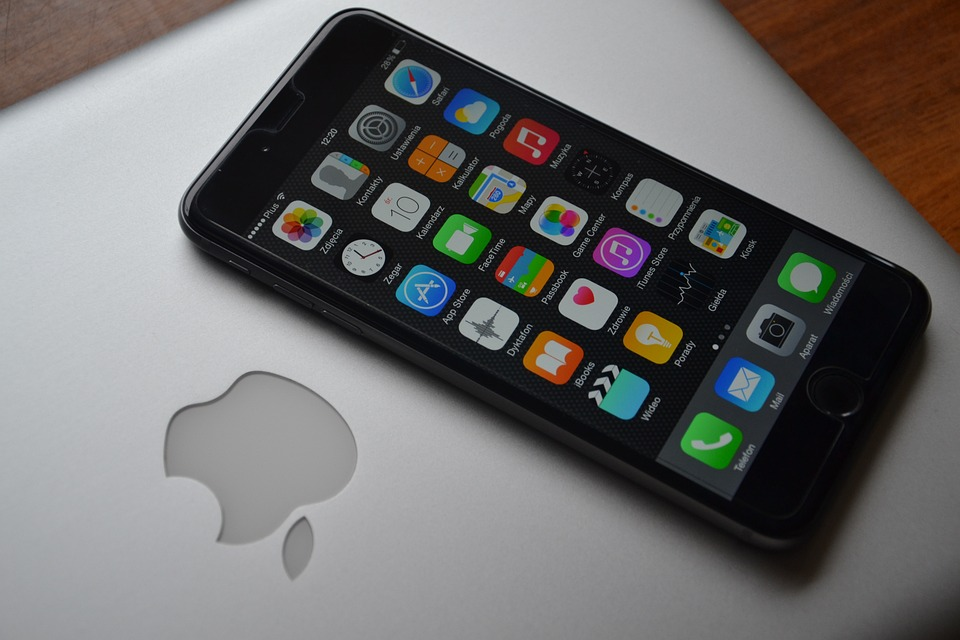 Plus 12:20
10
Zdjęcia Kontakty Ustawienia Safari
Zegar Kalendarz Kalkulator Pogoda
App Store FaceTime Mapy Muzyka
Dyktafon Passbook Game Center Kompas
iBooks Zdrowie iTunes Store Przypomnienia
Wideo Porady Giełda Kiosk
Telefon Mail Aparat Wiadomości